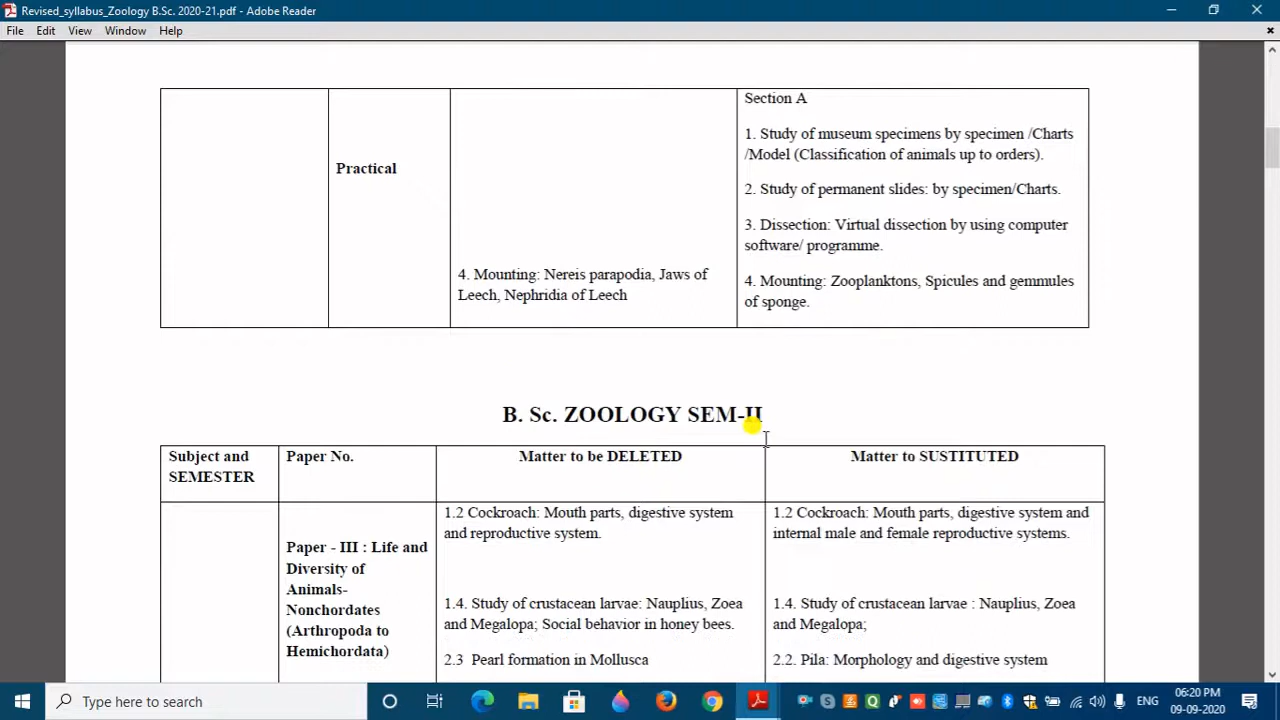 Revised_syllabus_Zoology B.Sc. 2020-21.pdf - Adobe Reader
File Edit View Window Help
Practical
4. Mounting: Nereis parapodia, Jaws of
Leech, Nephridia of Leech
Section A
1. Study of museum specimens by specimen /Charts
/Model (Classification of animals up to orders).
2. Study of permanent slides: by specimen/Charts.
3. Dissection: Virtual dissection by using computer
software/ programme.
4. Mounting: Zooplanktons, Spicules and gemmules
of sponge.
B. Sc. ZOOLOGY SEM-II
Subject and
SEMESTER
Paper No.
Matter to be DELETED
Matter to SUSTITUTED
Paper - III : Life and
Diversity of
Animals-
Nonchordates
(Arthropoda to
Hemichordata)
1.2 Cockroach: Mouth parts, digestive system
and reproductive system.
1.4. Study of crustacean larvae: Nauplius, Zoea
and Megalopa; Social behavior in honey bees.
2.3 Pearl formation in Mollusca
1.2 Cockroach: Mouth parts, digestive system and
internal male and female reproductive systems.
1.4. Study of crustacean larvae : Nauplius, Zoea
and Megalopa;
2.2. Pila: Morphology and digestive system
Type here to search
ENG
06:20 PM
09-09-2020